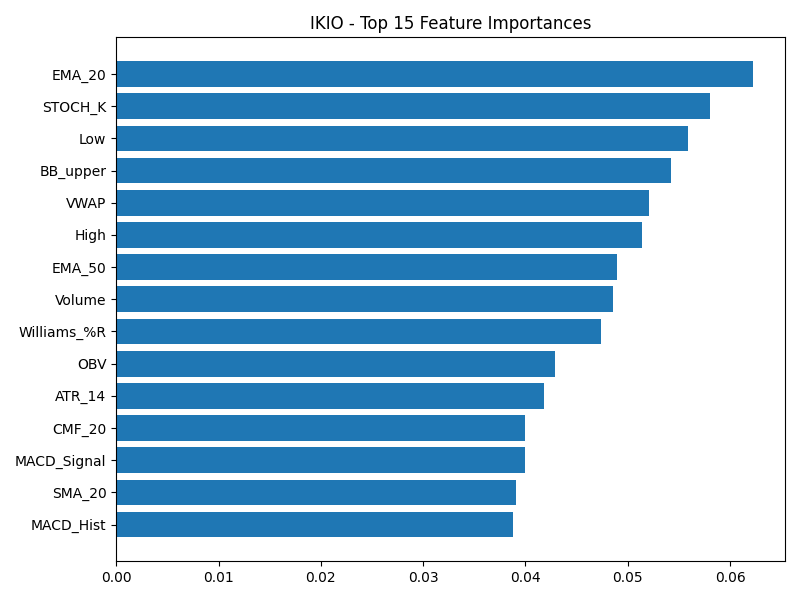 IKIO - Top 15 Feature Importances
EMA_20
STOCH_K
Low
BB_upper
VWAP
High
EMA_50
Volume
Williams_%R
OBV
ATR_14
CMF_20
MACD_Signal
SMA_20
MACD_Hist
0.00 0.01 0.02 0.03 0.04 0.05 0.06